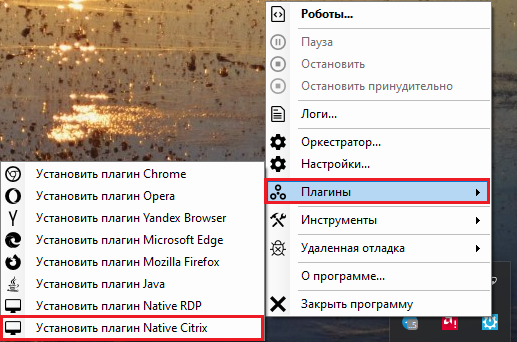 Роботы...
Пауза
Остановить
Остановить принудительно
Логи...
Оркестратор...
Настройки...
Плагины
Инструменты
Удаленная отладка
О программе...
Закрыть программу
Установить плагин Chrome
Установить плагин Opera
Установить плагин Yandex Browser
Установить плагин Microsoft Edge
Установить плагин Mozilla Firefox
Установить плагин Java
Установить плагин Native RDP
Установить плагин Native Citrix